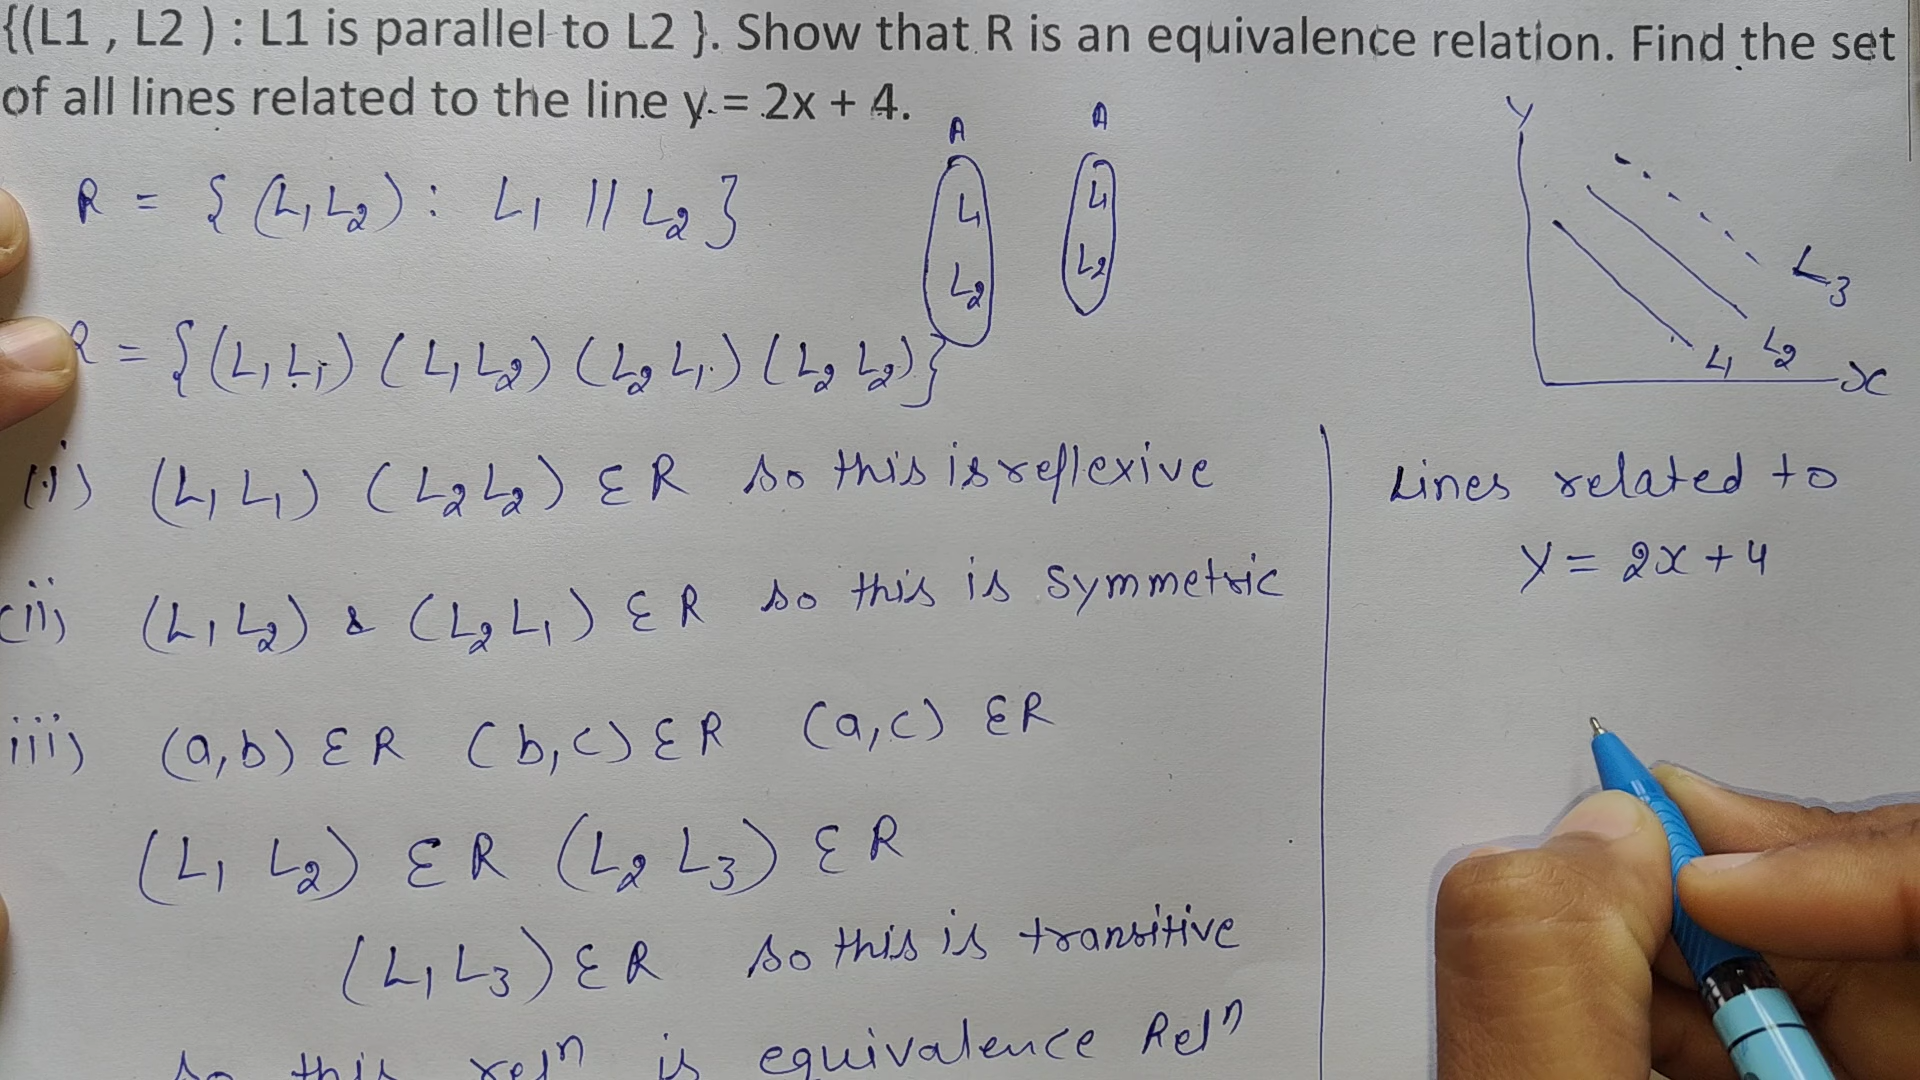 {(L1 , L2 ) : L1 is parallel to L2 }. Show that R is an equivalence relation. Find the set
of all lines related to the line y = 2x + 4.
R = { (L1 L2) : L1 || L2 }
A
L1
L2
A
L1
L2
Y
L3
L2
L1
x
R = { (L1 L1) (L1 L2) (L2 L1) (L2 L2) }
(i) (L1 L1) (L2 L2) Ɛ R so this is reflexive
(ii) (L1 L2) & (L2 L1) Ɛ R so this is symmetric
iii) (a,b) Ɛ R (b,c) Ɛ R (a,c) Ɛ R
(L1 L2) Ɛ R (L2 L3) Ɛ R
(L1 L3) Ɛ R so this is transitive
so this relⁿ is equivalence Relⁿ
Lines related to
y = 2x + 4